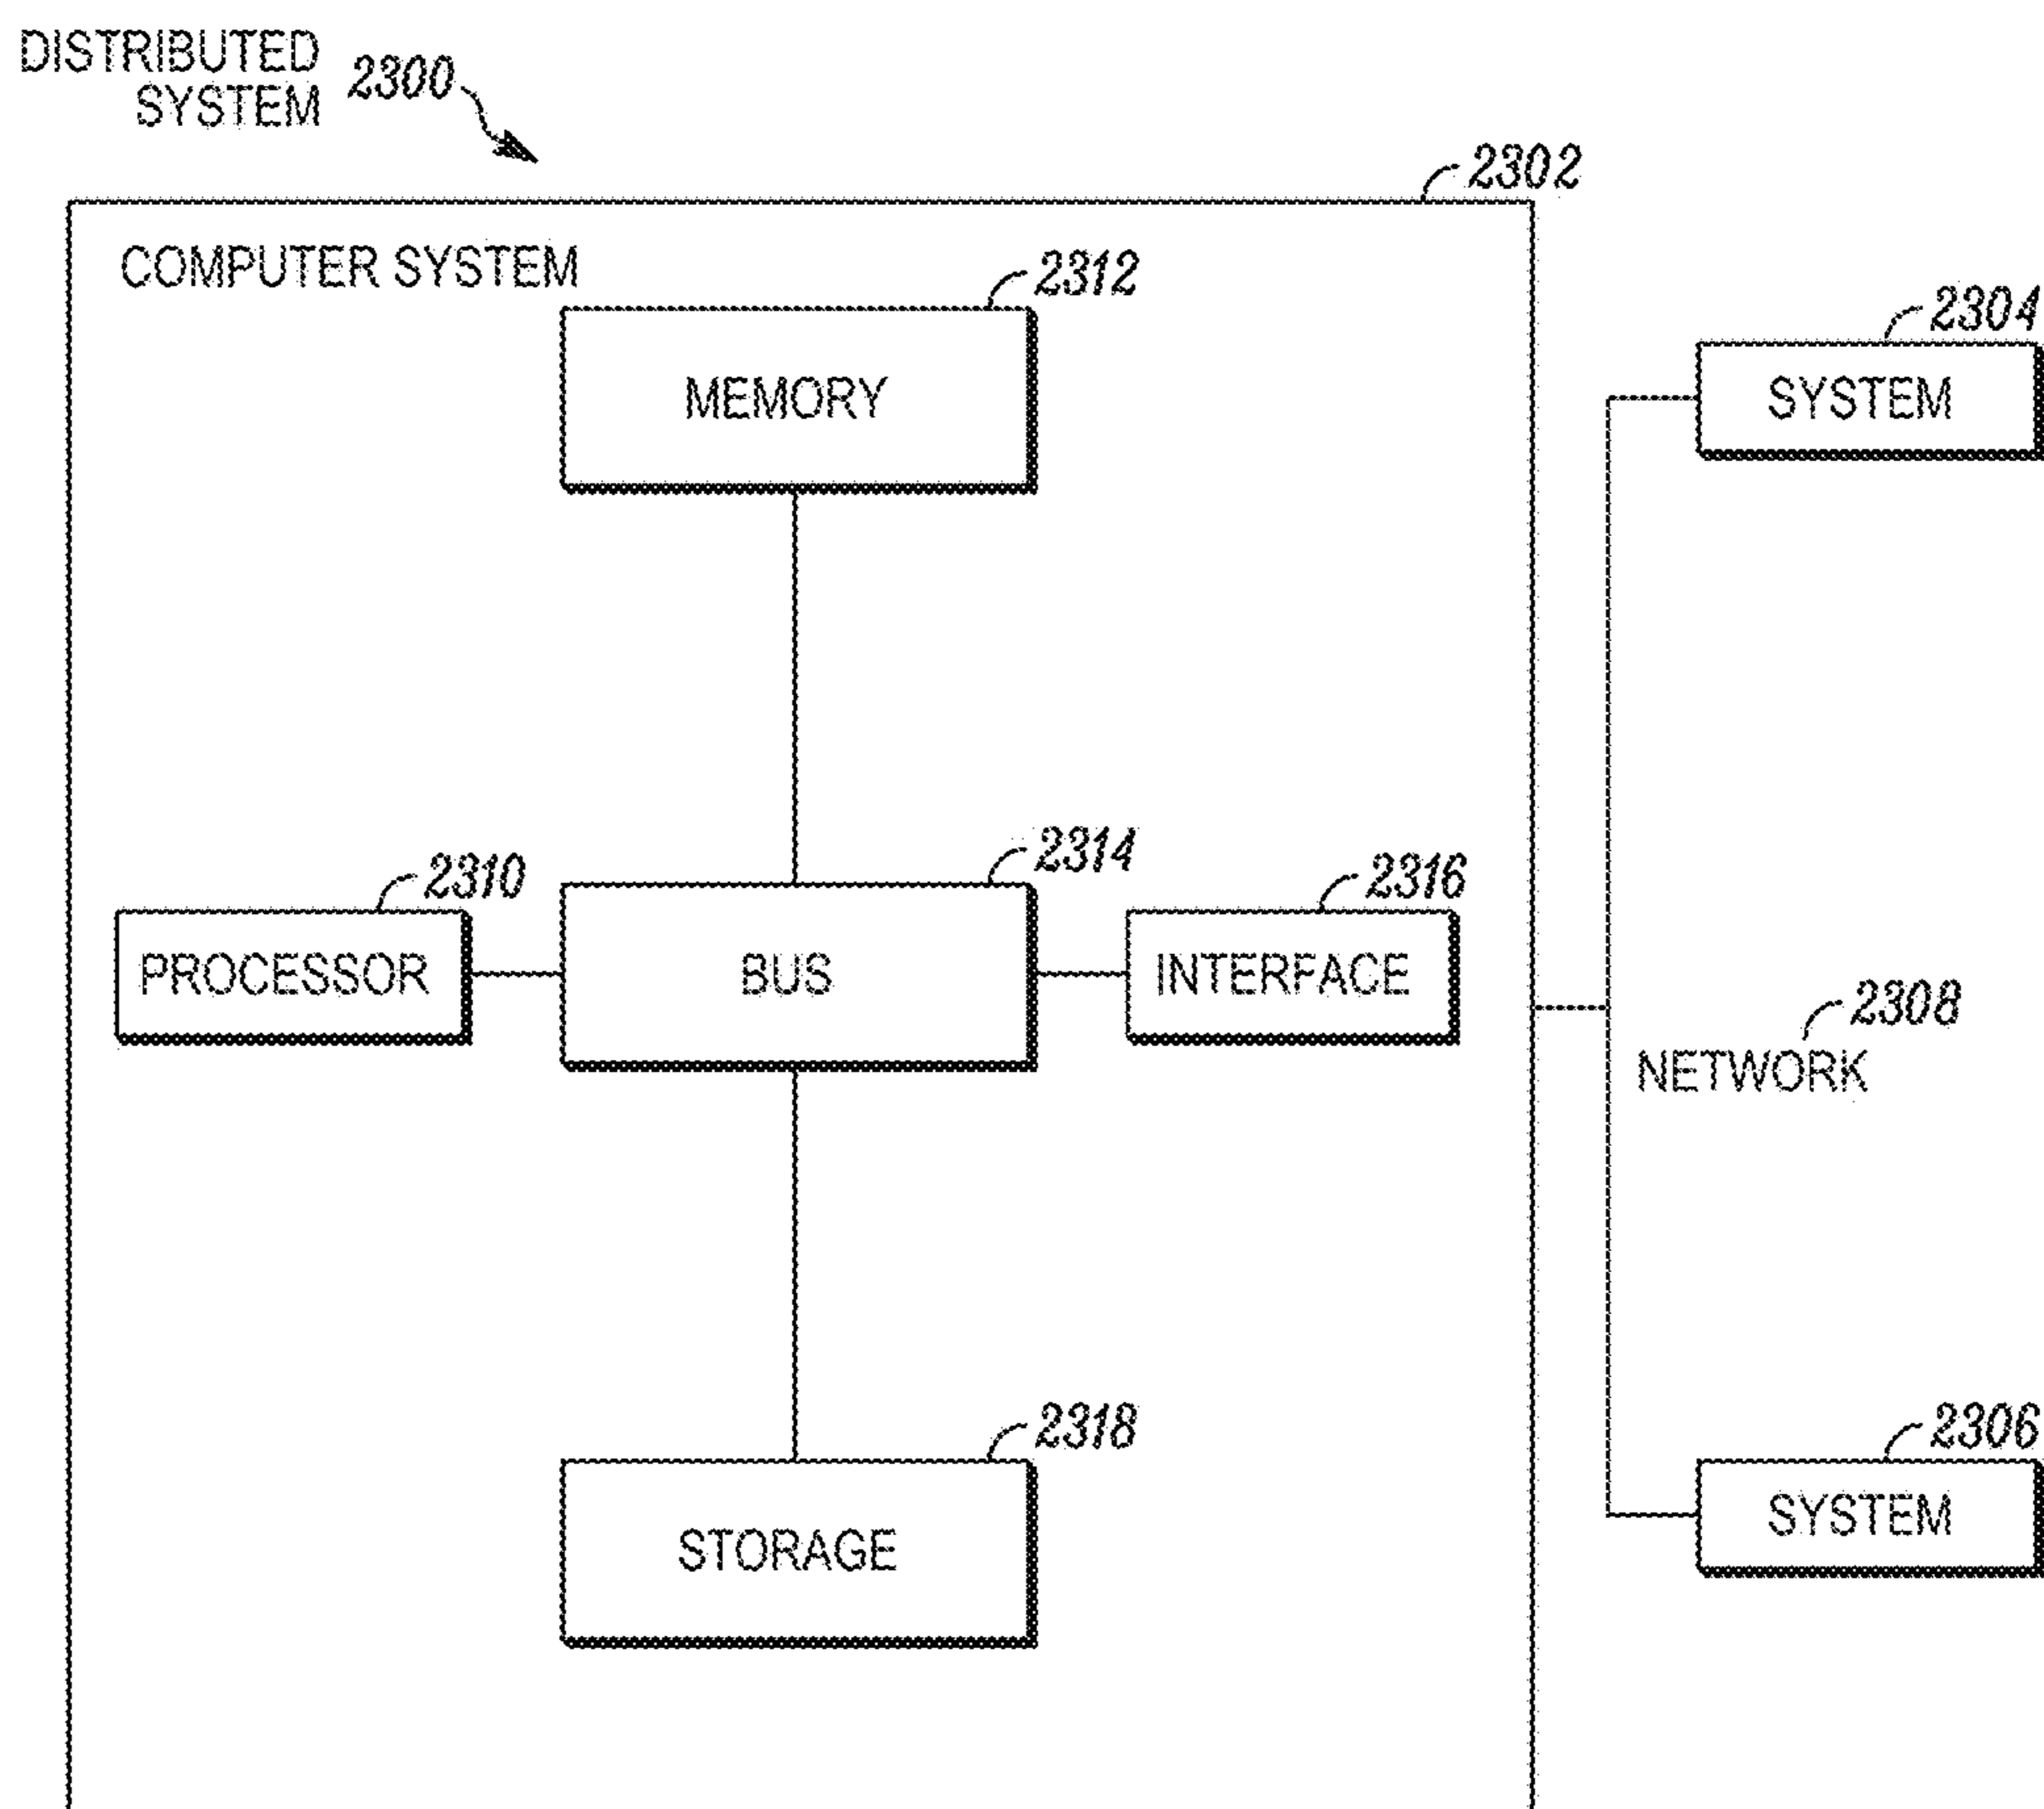 DISTRIBUTED
SYSTEM
2300
2302
COMPUTER SYSTEM
2312
MEMORY
2304
SYSTEM
2314
2310
2316
PROCESSOR
BUS
INTERFACE
2308
NETWORK
2318
STORAGE
2306
SYSTEM